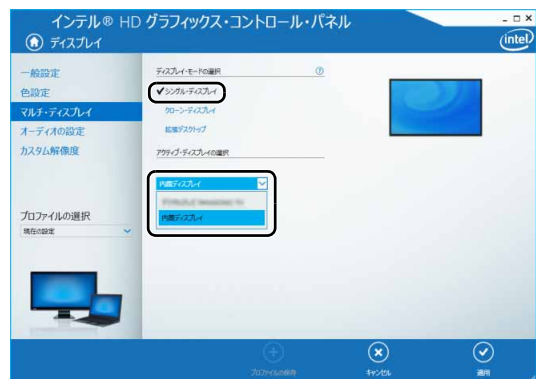 インテル® HD グラフィックス・コントロール・パネル
ディスプレイ
intel
一般設定
色設定
マルチ・ディスプレイ
オーディオの設定
カスタム解像度
プロファイルの選択
現在の設定
ディスプレイ・モードの選択
?
シングル・ディスプレイ
クローン・ディスプレイ
拡張デスクトップ
アクティブ・ディスプレイの選択
内蔵ディスプレイ
内蔵ディスプレイ
プロファイルの保存
キャンセル
適用